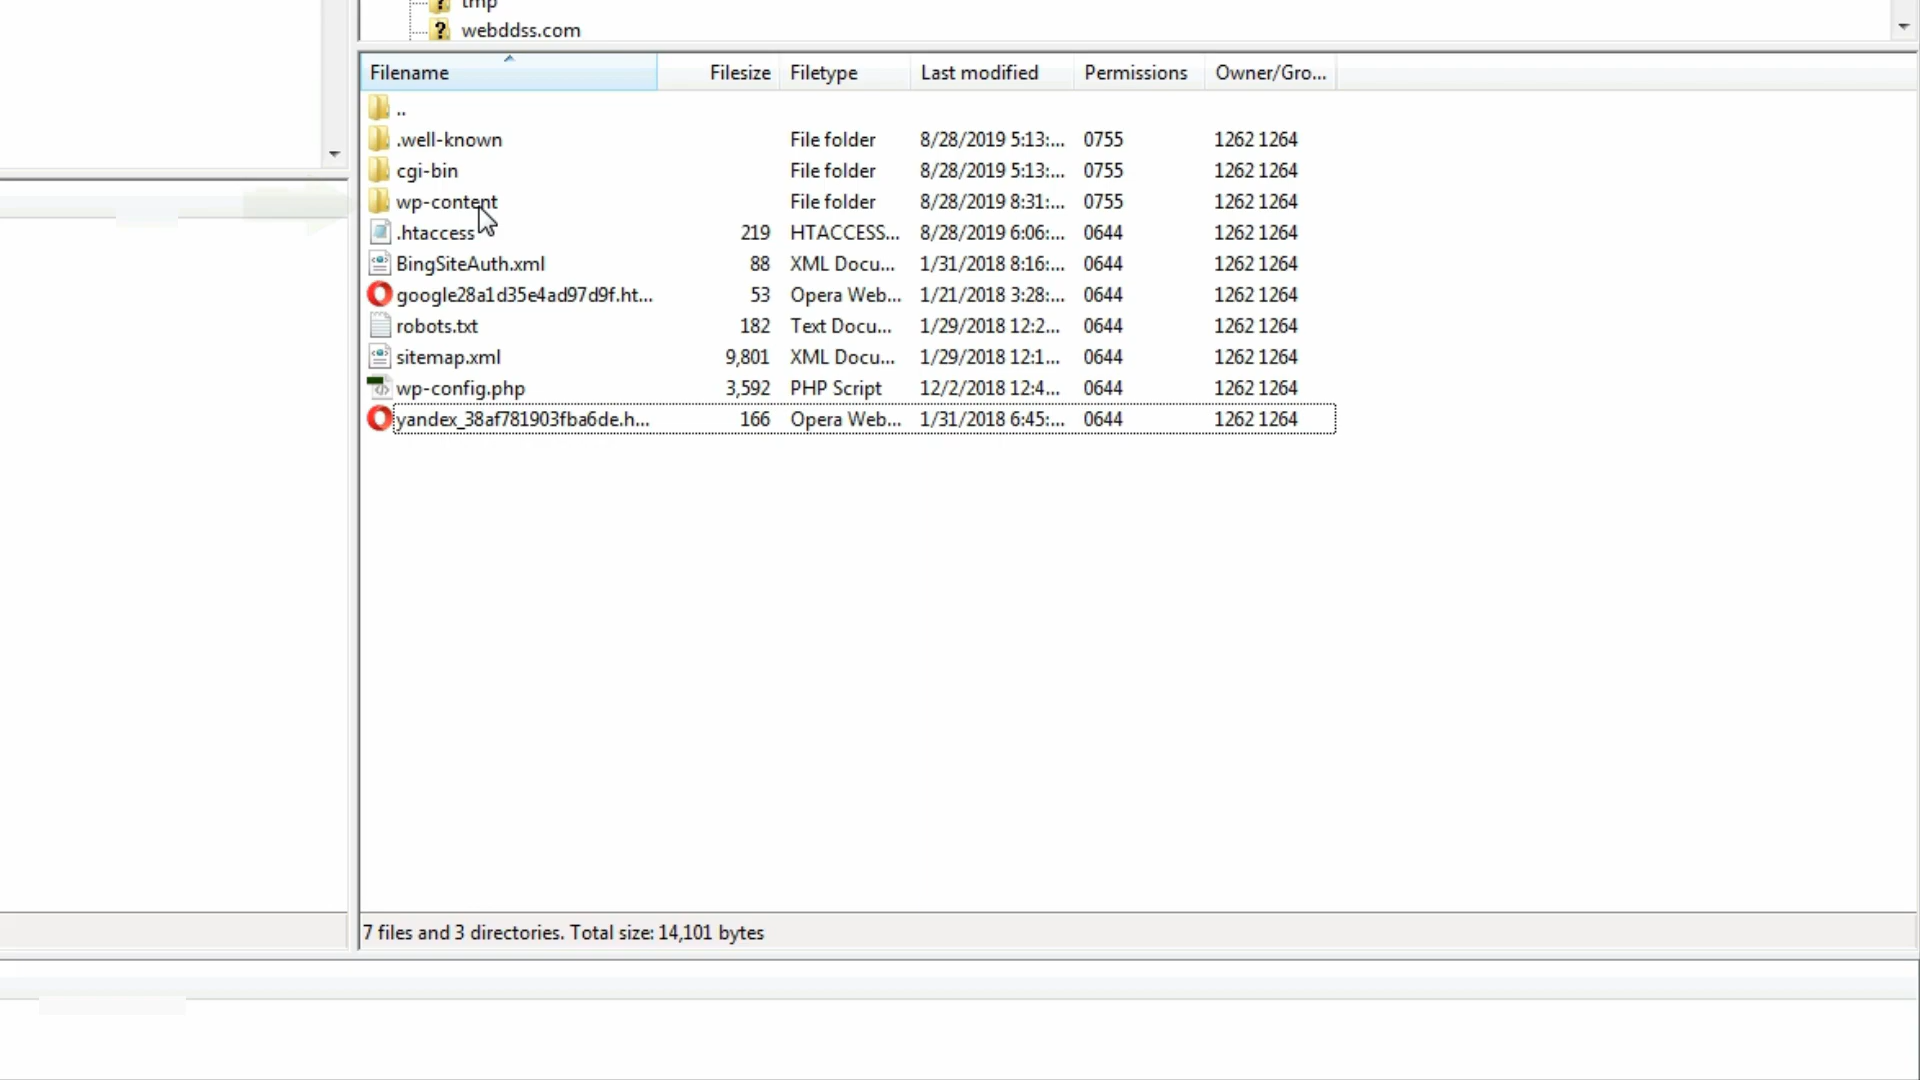 tmp
webddss.com
Filename Filesize Filetype Last modified Permissions Owner/Gro...
..
.well-known File folder 8/28/2019 5:13:... 0755 1262 1264
cgi-bin File folder 8/28/2019 5:13:... 0755 1262 1264
wp-content File folder 8/28/2019 8:31:... 0755 1262 1264
.htaccess 219 HTACCESS... 8/28/2019 6:06:... 0644 1262 1264
BingSiteAuth.xml 88 XML Docu... 1/31/2018 8:16:... 0644 1262 1264
google28a1d35e4ad97d9f.ht... 53 Opera Web... 1/21/2018 3:28:... 0644 1262 1264
robots.txt 182 Text Docu... 1/29/2018 12:2... 0644 1262 1264
sitemap.xml 9,801 XML Docu... 1/29/2018 12:1... 0644 1262 1264
wp-config.php 3,592 PHP Script 12/2/2018 12:4... 0644 1262 1264
yandex_38af781903fba6de.h... 166 Opera Web... 1/31/2018 6:45:... 0644 1262 1264
7 files and 3 directories. Total size: 14,101 bytes